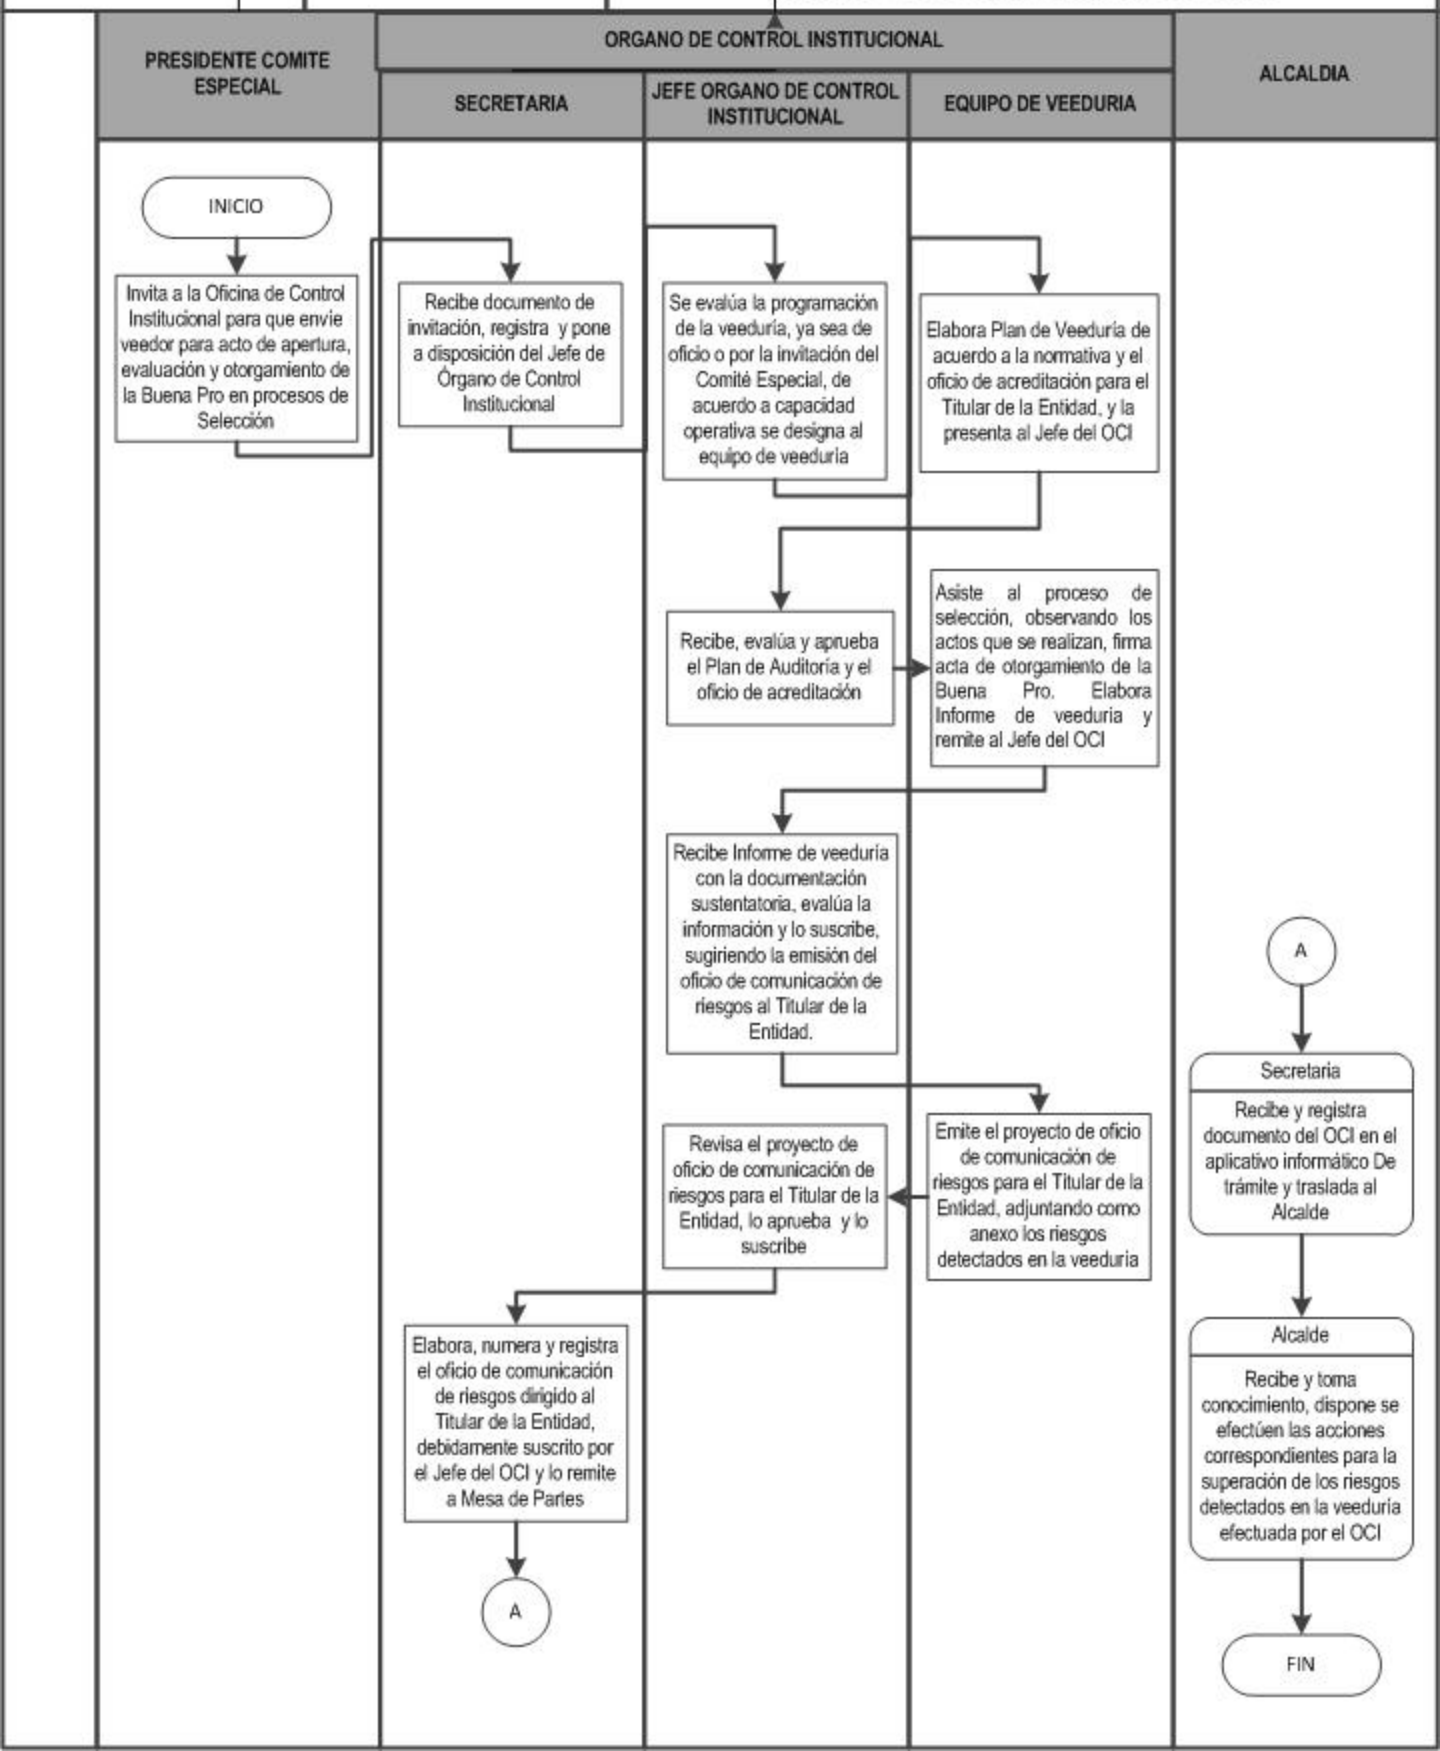 PRESIDENTE COMITE
ESPECIAL
ORGANO DE CONTROL INSTITUCIONAL
SECRETARIA
JEFE ORGANO DE CONTROL
INSTITUCIONAL
EQUIPO DE VEEDURIA
ALCALDIA
INICIO
Invita a la Oficina de Control
Institucional para que envíe
veedor para acto de apertura,
evaluación y otorgamiento de
la Buena Pro en procesos de
Selección
Recibe documento de
invitación, registra y pone
a disposición del Jefe de
Órgano de Control
Institucional
Se evalúa la programación
de la veeduría, ya sea de
oficio o por la invitación del
Comité Especial, de
acuerdo a capacidad
operativa se designa al
equipo de veeduría
Elabora Plan de Veeduría de
acuerdo a la normativa y el
oficio de acreditación para el
Titular de la Entidad, y la
presenta al Jefe del OCI
Recibe, evalúa y aprueba
el Plan de Auditoría y el
oficio de acreditación
Asiste al proceso de
selección, observando los
actos que se realizan, firma
acta de otorgamiento de la
Buena Pro. Elabora
Informe de veeduría y
remite al Jefe del OCI
Recibe Informe de veeduría
con la documentación
sustentatoria, evalúa la
información y lo suscribe,
sugiriendo la emisión del
oficio de comunicación de
riesgos al Titular de la
Entidad.
Emite el proyecto de oficio
de comunicación de
riesgos para el Titular de la
Entidad, adjuntando como
anexo los riesgos
detectados en la veeduría
Revisa el proyecto de
oficio de comunicación de
riesgos para el Titular de la
Entidad, lo aprueba y lo
suscribe
Elabora, numera y registra
el oficio de comunicación
de riesgos dirigido al
Titular de la Entidad,
debidamente suscrito por
el Jefe del OCI y lo remite
a Mesa de Partes
A
A
Secretaria
Recibe y registra
documento del OCI en el
aplicativo informático De
trámite y traslada al
Alcalde
Alcalde
Recibe y toma
conocimiento, dispone se
efectúen las acciones
correspondientes para la
superación de los riesgos
detectados en la veeduría
efectuada por el OCI
FIN